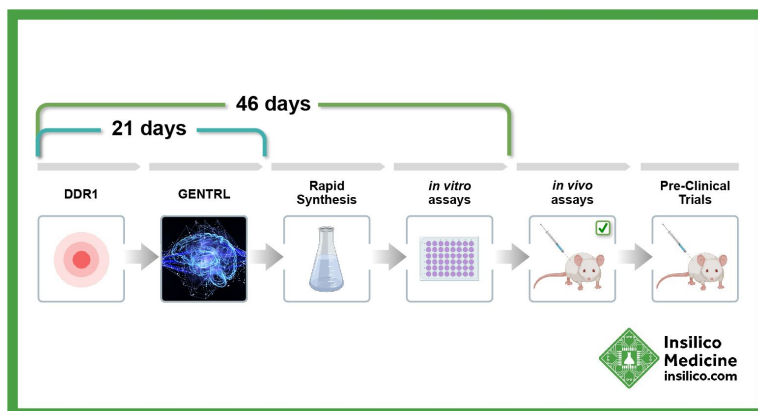 46 days
21 days
DDR1
GENTRL
Rapid
Synthesis
in vitro
assays
in vivo
assays
Pre-Clinical
Trials
Insilico
Medicine
insilico.com